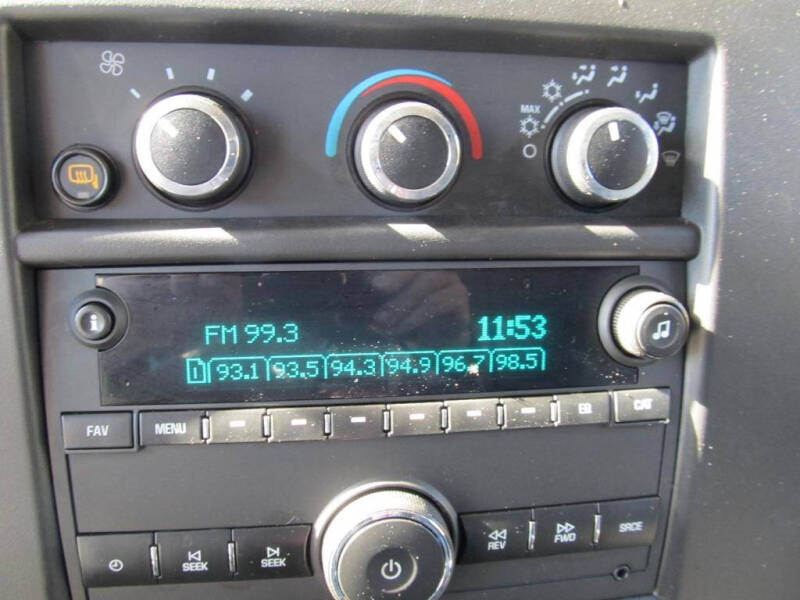 MAX
FM 99.3 11:53
1 93.1 93.5 94.3 94.9 96.7 98.5
i
FAV MENU EQ CAT
SEEK SEEK REV FWD SRCE